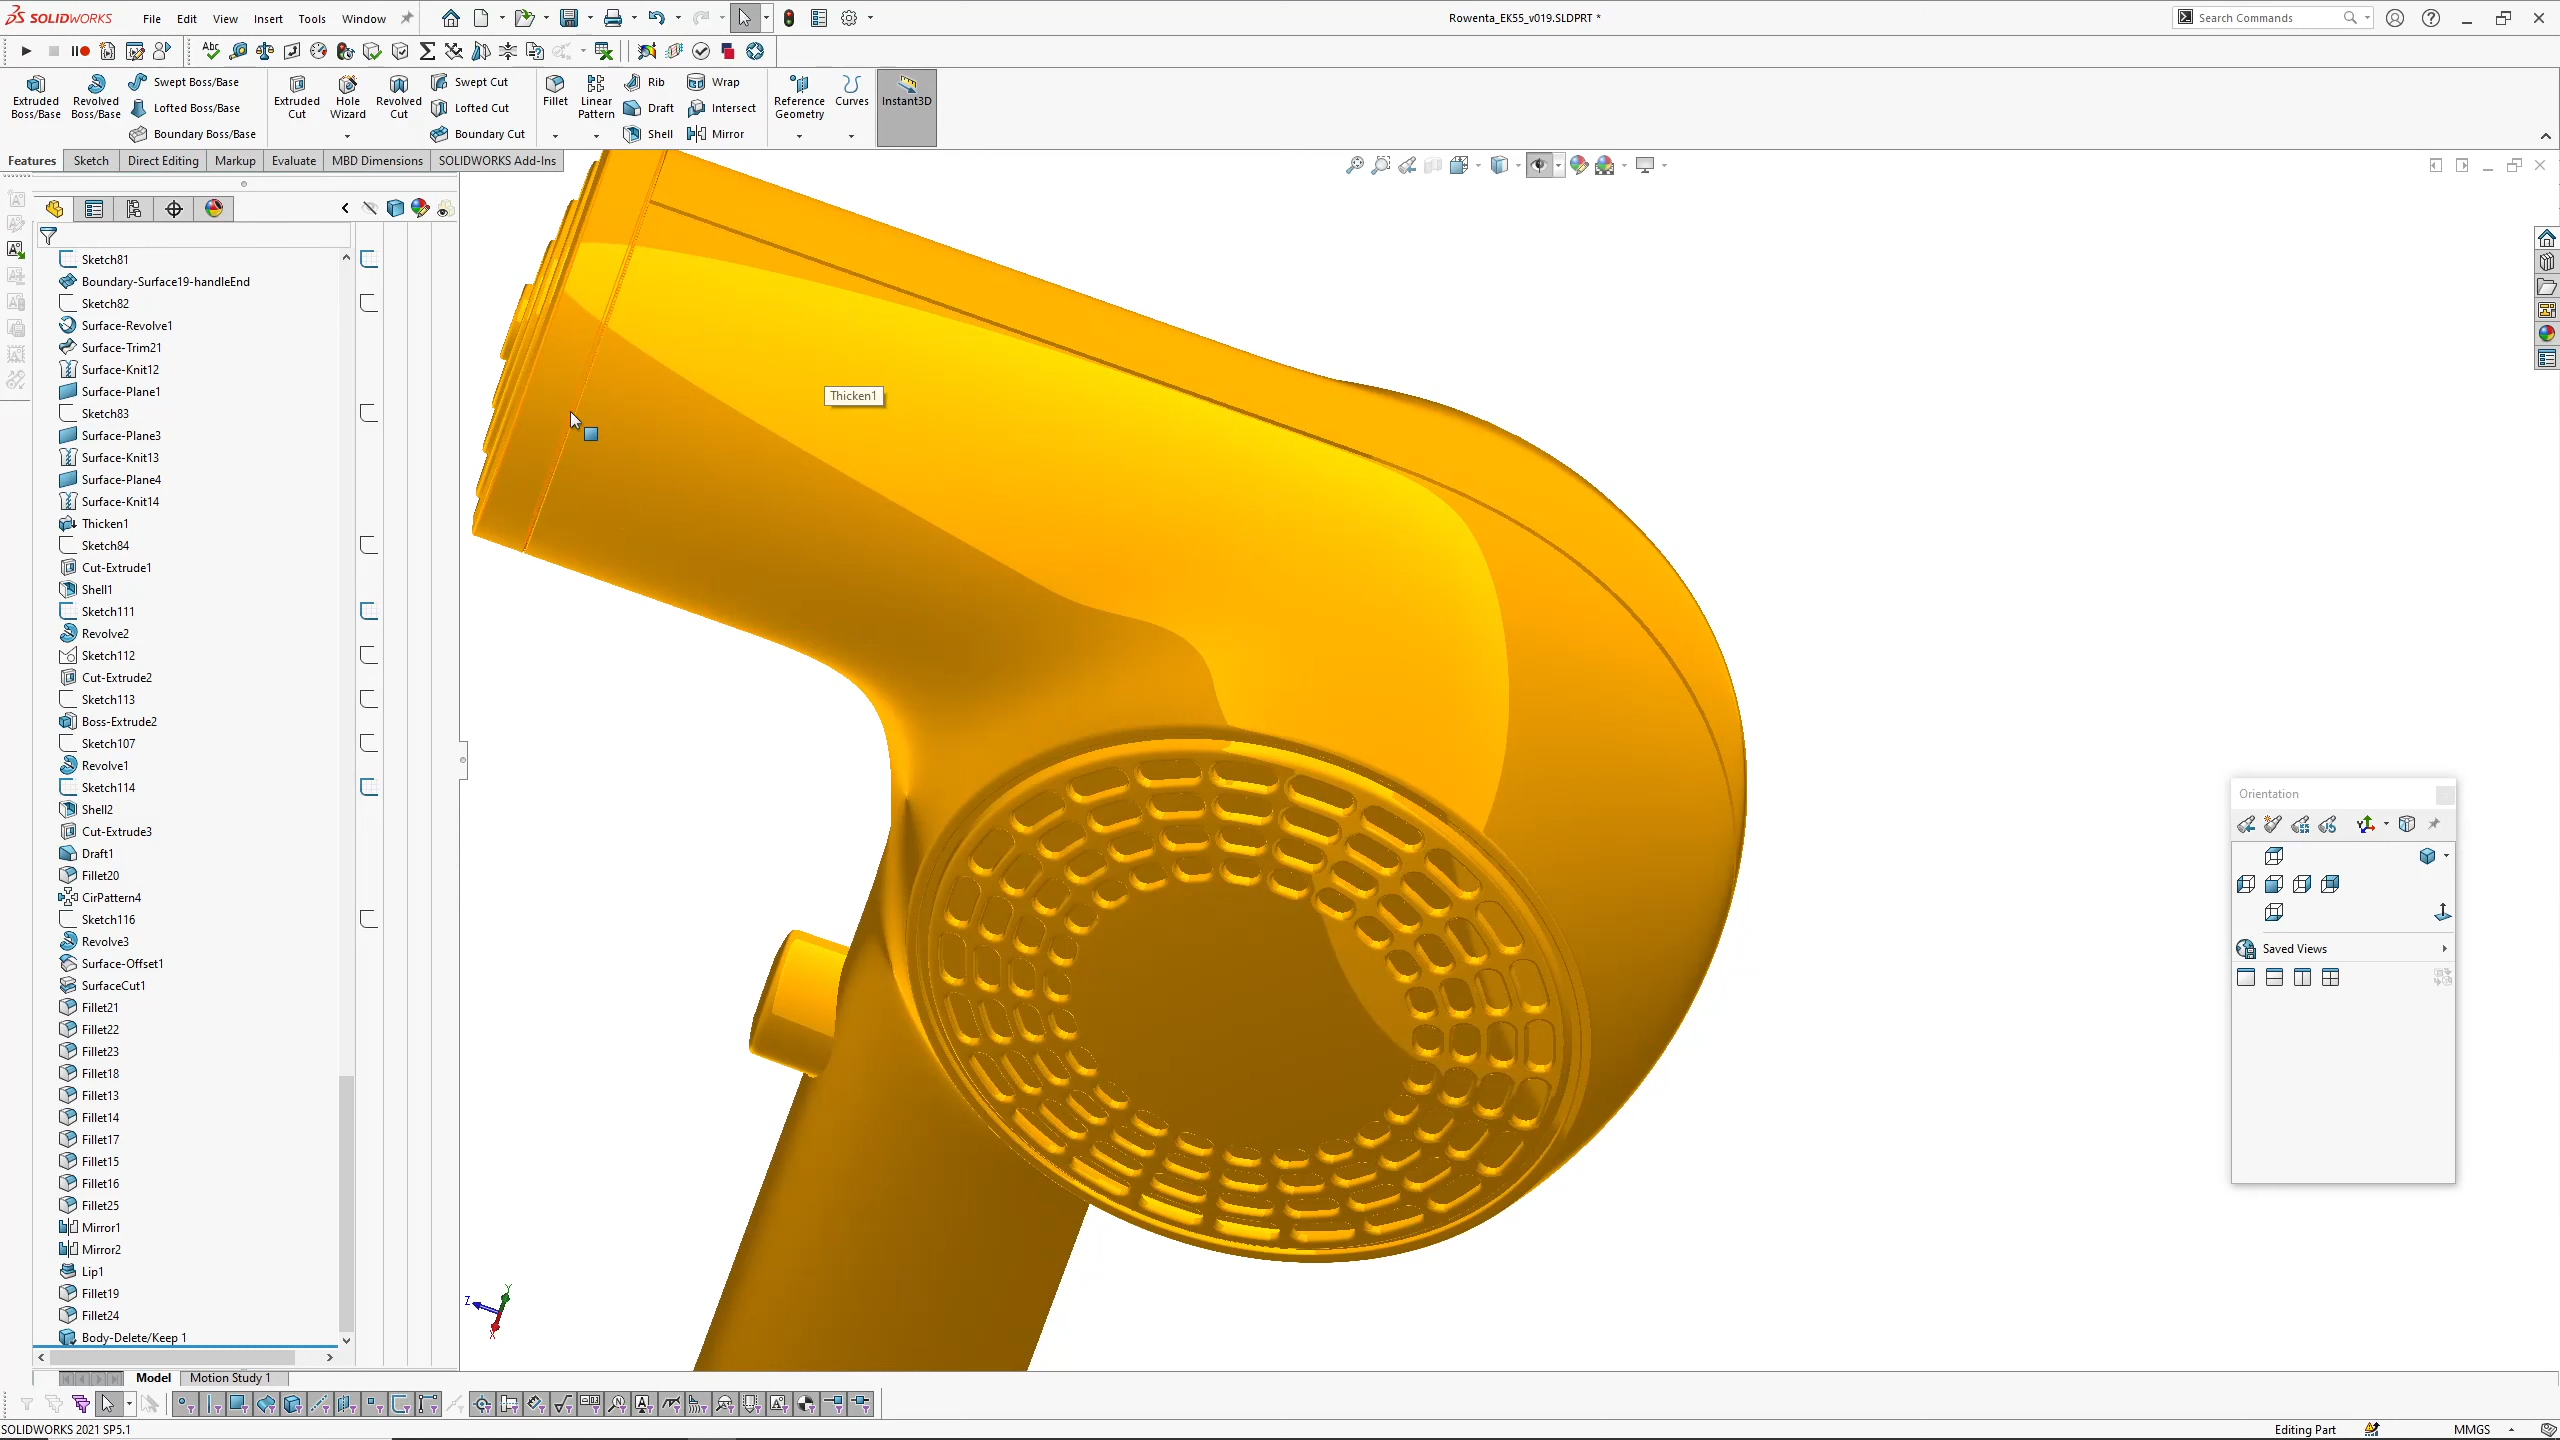 SOLIDWORKS
File
Edit
View
Insert
Tools
Window
Rowenta_EK55_v019.SLDPRT *
Search Commands
Extruded
Boss/Base
Revolved
Boss/Base
Swept Boss/Base
Lofted Boss/Base
Boundary Boss/Base
Extruded
Cut
Hole
Wizard
Revolved
Cut
Swept Cut
Lofted Cut
Boundary Cut
Fillet
Linear
Pattern
Rib
Draft
Shell
Wrap
Intersect
Mirror
Reference
Geometry
Curves
Instant3D
Features
Sketch
Direct Editing
Markup
Evaluate
MBD Dimensions
SOLIDWORKS Add-Ins
Sketch81
Boundary-Surface19-handleEnd
Sketch82
Surface-Revolve1
Surface-Trim21
Surface-Knit12
Surface-Plane1
Sketch83
Surface-Plane3
Surface-Knit13
Surface-Plane4
Surface-Knit14
Thicken1
Sketch84
Cut-Extrude1
Shell1
Sketch111
Revolve2
Sketch112
Cut-Extrude2
Sketch113
Boss-Extrude2
Sketch107
Revolve1
Sketch114
Shell2
Cut-Extrude3
Draft1
Fillet20
CirPattern4
Sketch116
Revolve3
Surface-Offset1
SurfaceCut1
Fillet21
Fillet22
Fillet23
Fillet18
Fillet13
Fillet14
Fillet17
Fillet15
Fillet16
Fillet25
Mirror1
Mirror2
Lip1
Fillet19
Fillet24
Body-Delete/Keep 1
Thicken1
Orientation
Saved Views
Z
Y
X
Model
Motion Study 1
SOLIDWORKS 2021 SP5.1
Editing Part
MMGS